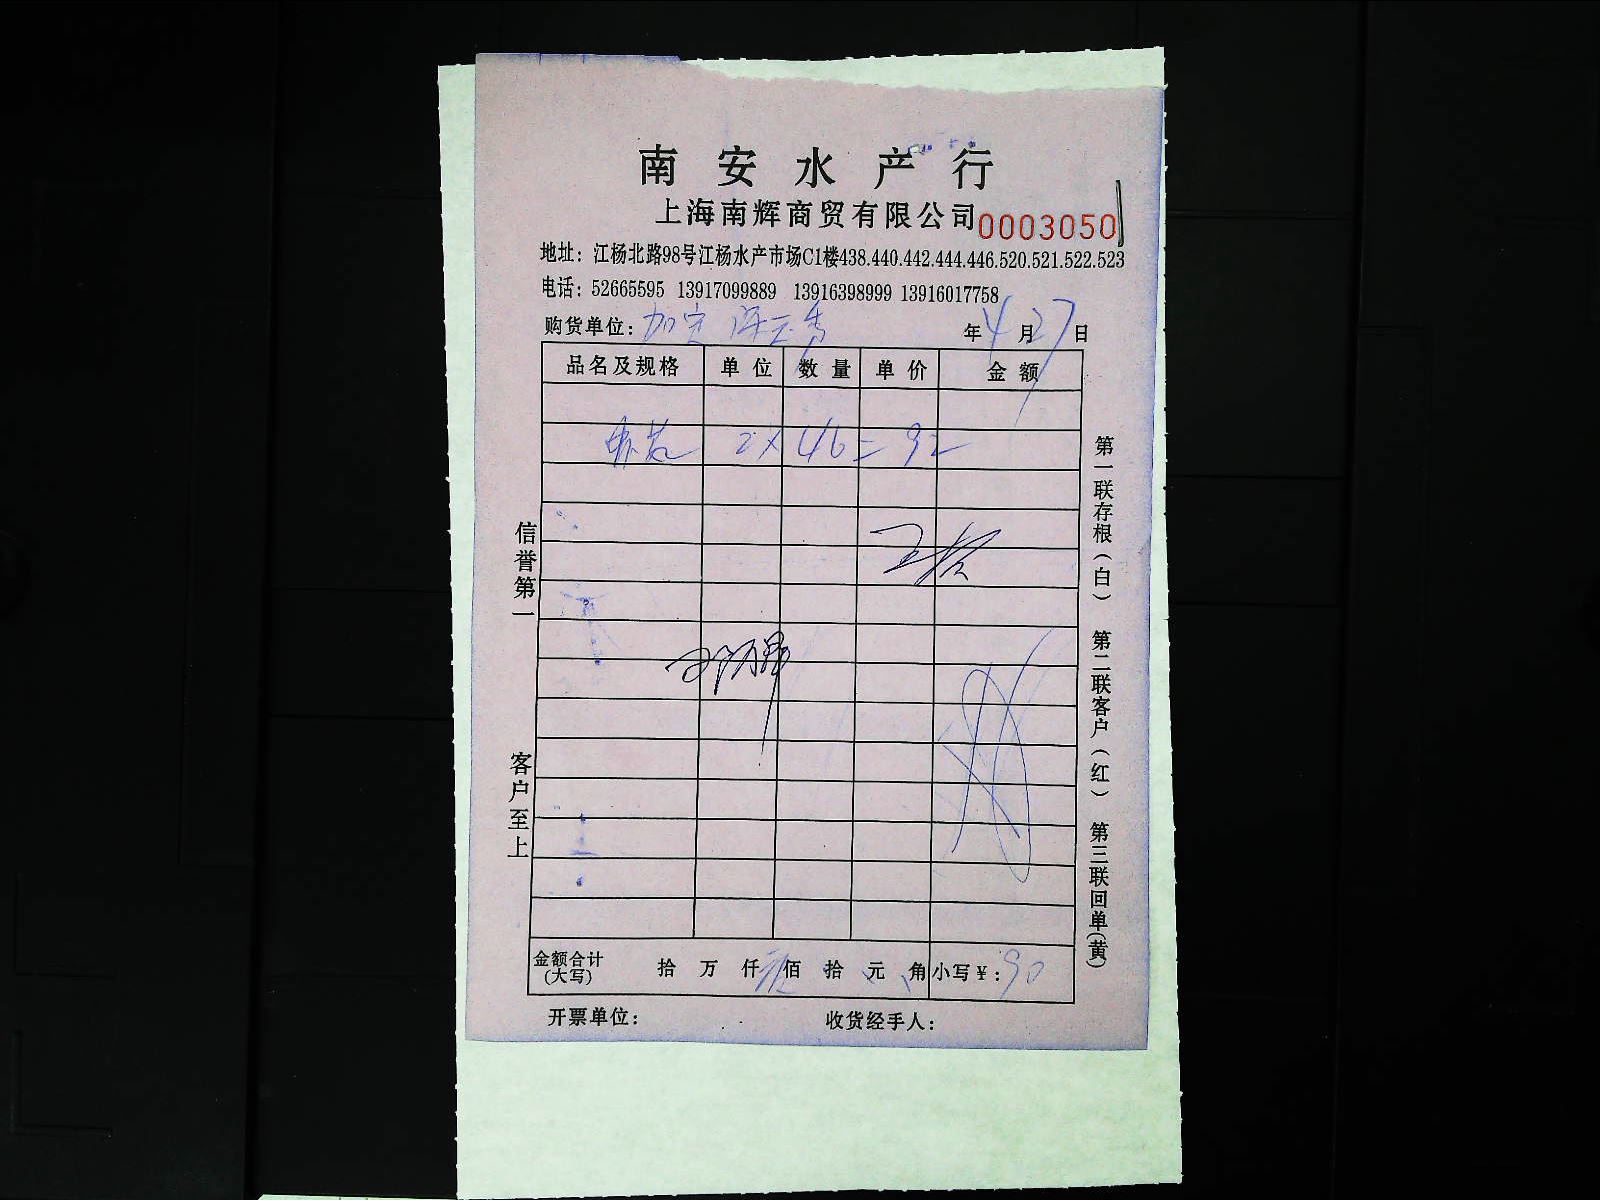 南安水产行
上海南辉商贸有限公司 0003050
地址：江杨北路98号江杨水产市场C1楼438.440.442.444.446.520.521.522.523
电话：52665595 13917099889 13916398999 13916017758
购货单位： 年4月27日
品名及规格 单位 数量 单价 金额
2×46=92
信誉第一
客户至上
第一联存根（白） 第二联客户（红） 第三联回单（黄）
金额合计（大写） 拾 万 仟 佰 拾 元 角 小写￥：90
开票单位： 收货经手人：